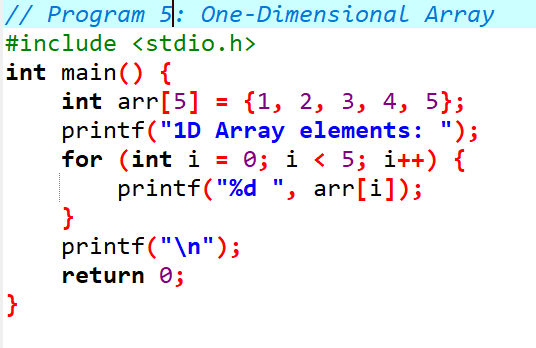 // Program 5: One-Dimensional Array
#include <stdio.h>
int main() {
    int arr[5] = {1, 2, 3, 4, 5};
    printf("1D Array elements: ");
    for (int i = 0; i < 5; i++) {
        printf("%d ", arr[i]);
    }
    printf("\n");
    return 0;
}